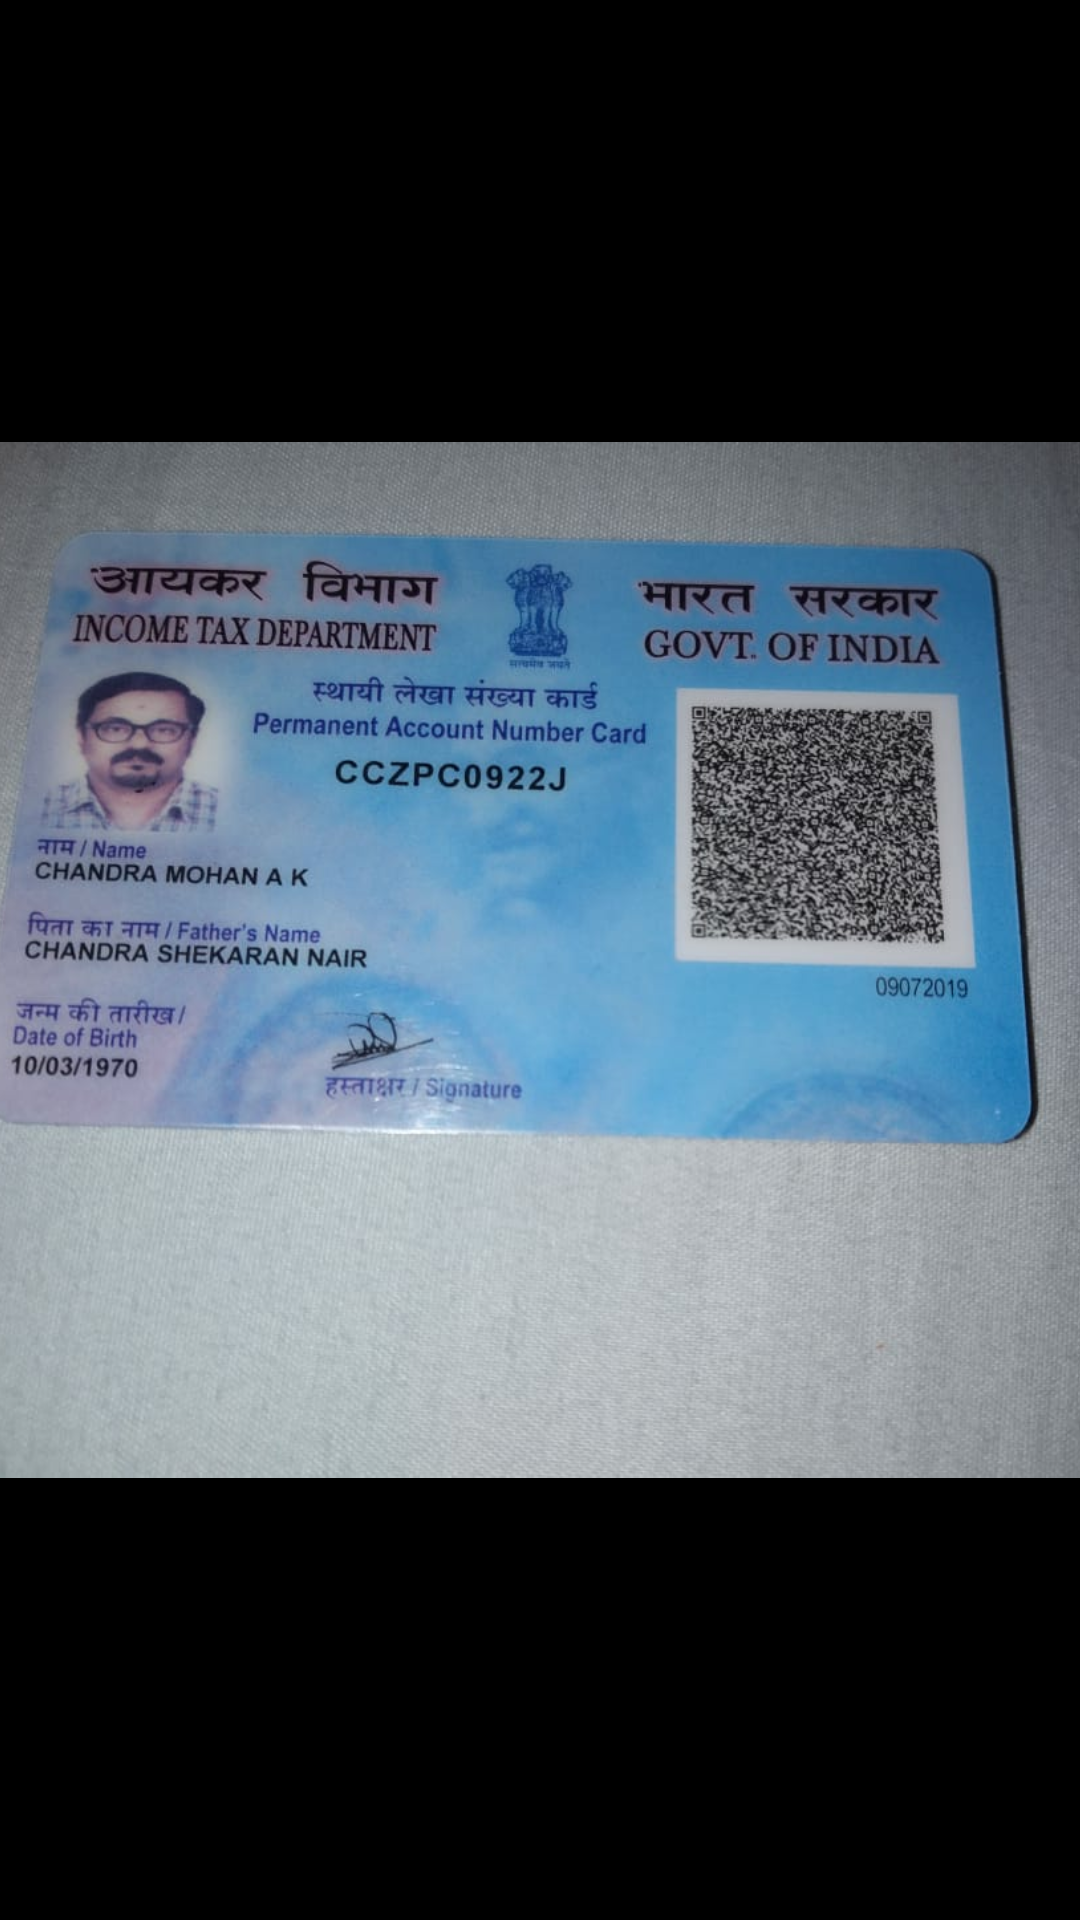 आयकर विभाग
INCOME TAX DEPARTMENT
सत्यमेव जयते
भारत सरकार
GOVT. OF INDIA
स्थायी लेखा संख्या कार्ड
Permanent Account Number Card
CCZPC0922J
नाम / Name
CHANDRA MOHAN A K
पिता का नाम / Father's Name
CHANDRA SHEKARAN NAIR
09072019
जन्म की तारीख /
Date of Birth
10/03/1970
हस्ताक्षर / Signature